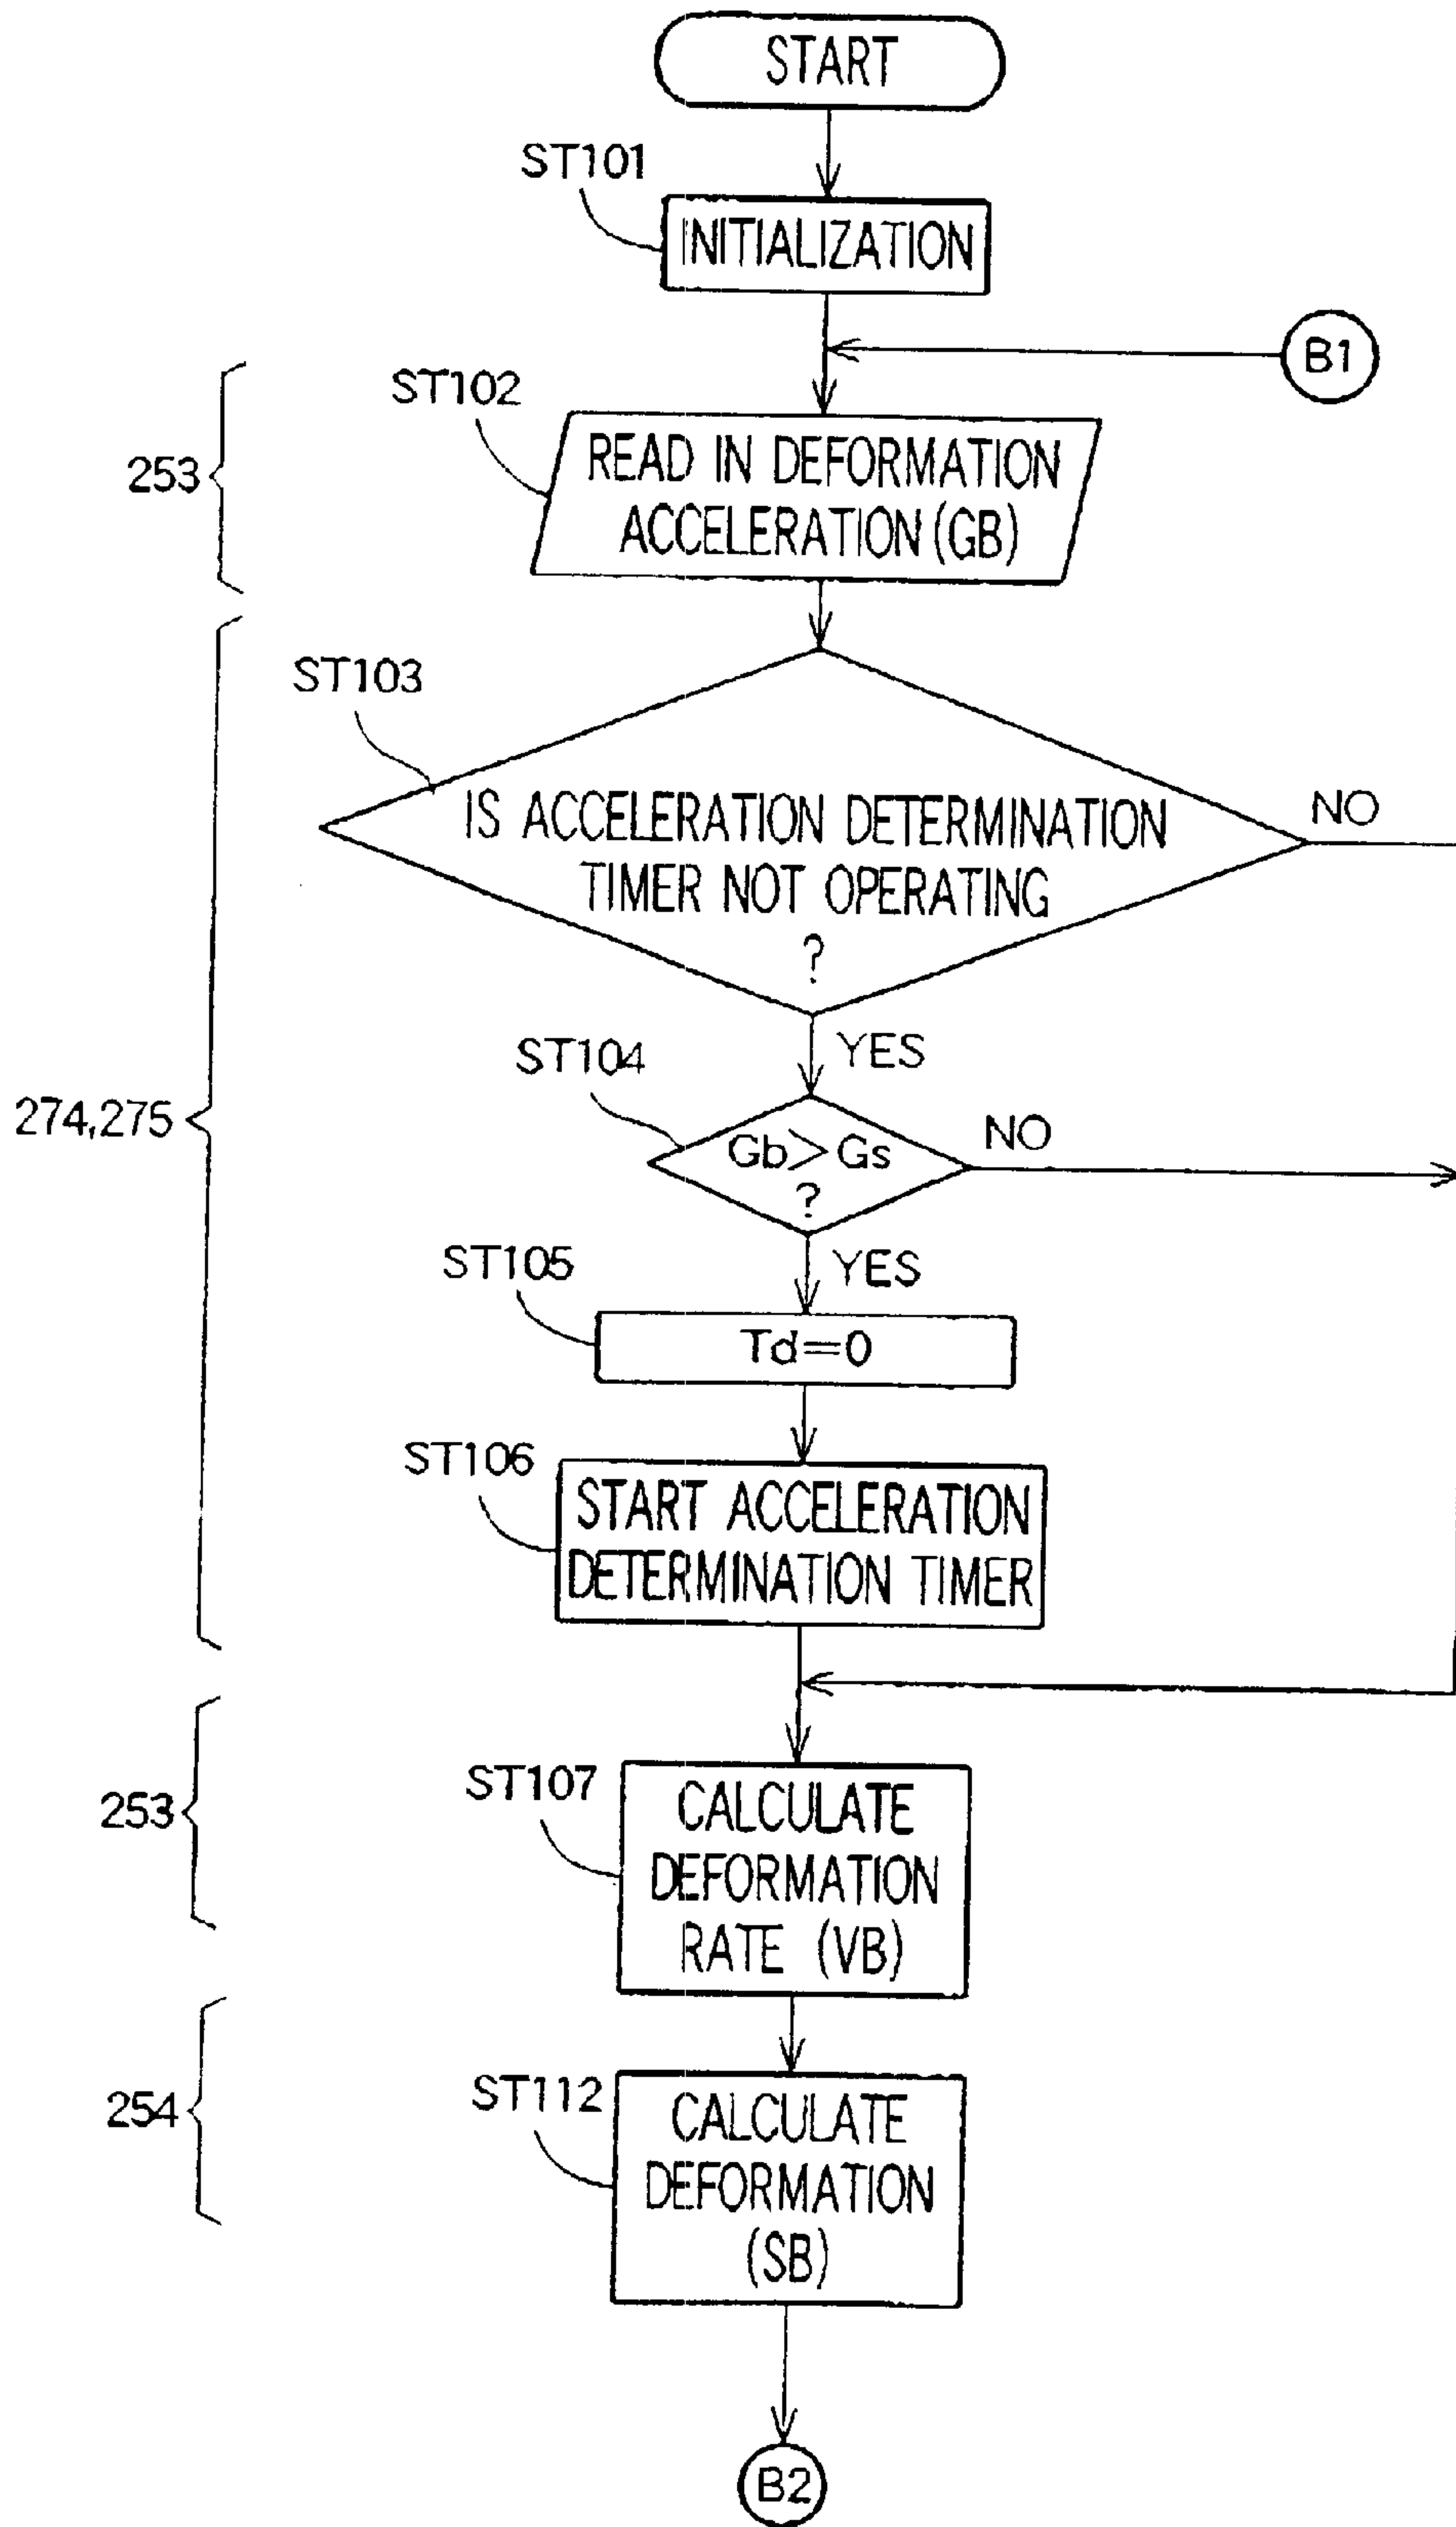 START
ST101
INITIALIZATION
B1
ST102
253
READ IN DEFORMATION
ACCELERATION (GB)
ST103
IS ACCELERATION DETERMINATION
TIMER NOT OPERATING
?
NO
YES
ST104
274,275
Gb>Gs
?
NO
YES
ST105
Td=0
ST106
START ACCELERATION
DETERMINATION TIMER
253
ST107
CALCULATE
DEFORMATION
RATE (VB)
254
ST112
CALCULATE
DEFORMATION
(SB)
B2